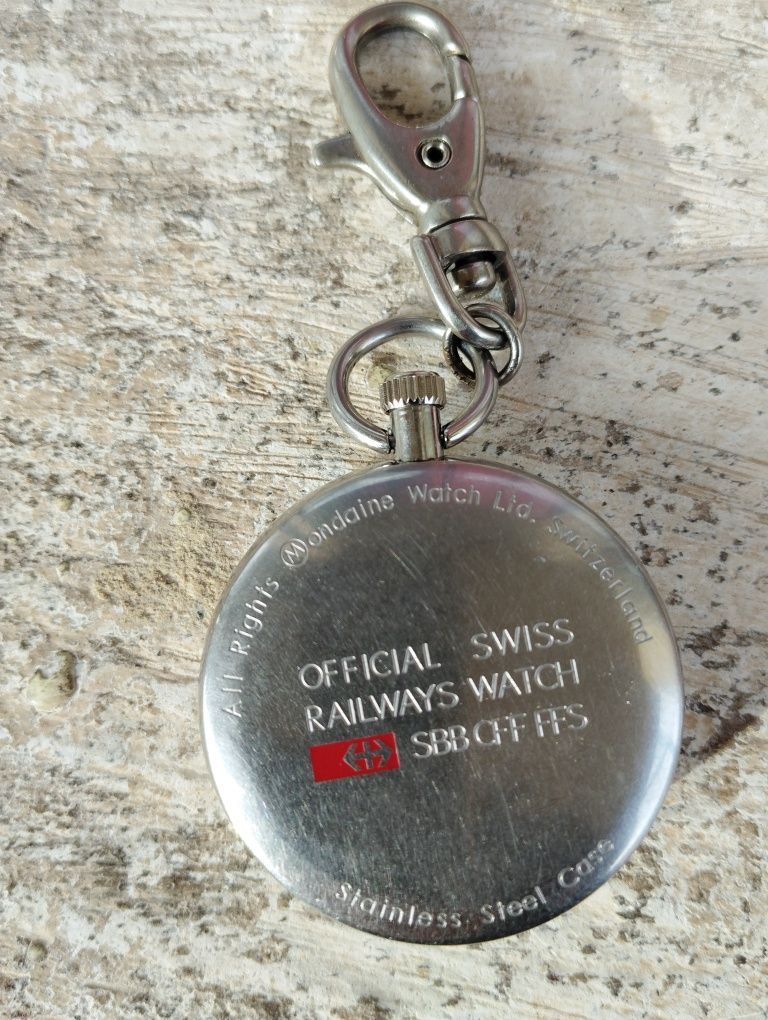 All Rights Mondaine Watch Ltd. Switzerland
OFFICIAL SWISS
RAILWAYS WATCH
SBB CFF FFS
Stainless Steel Case